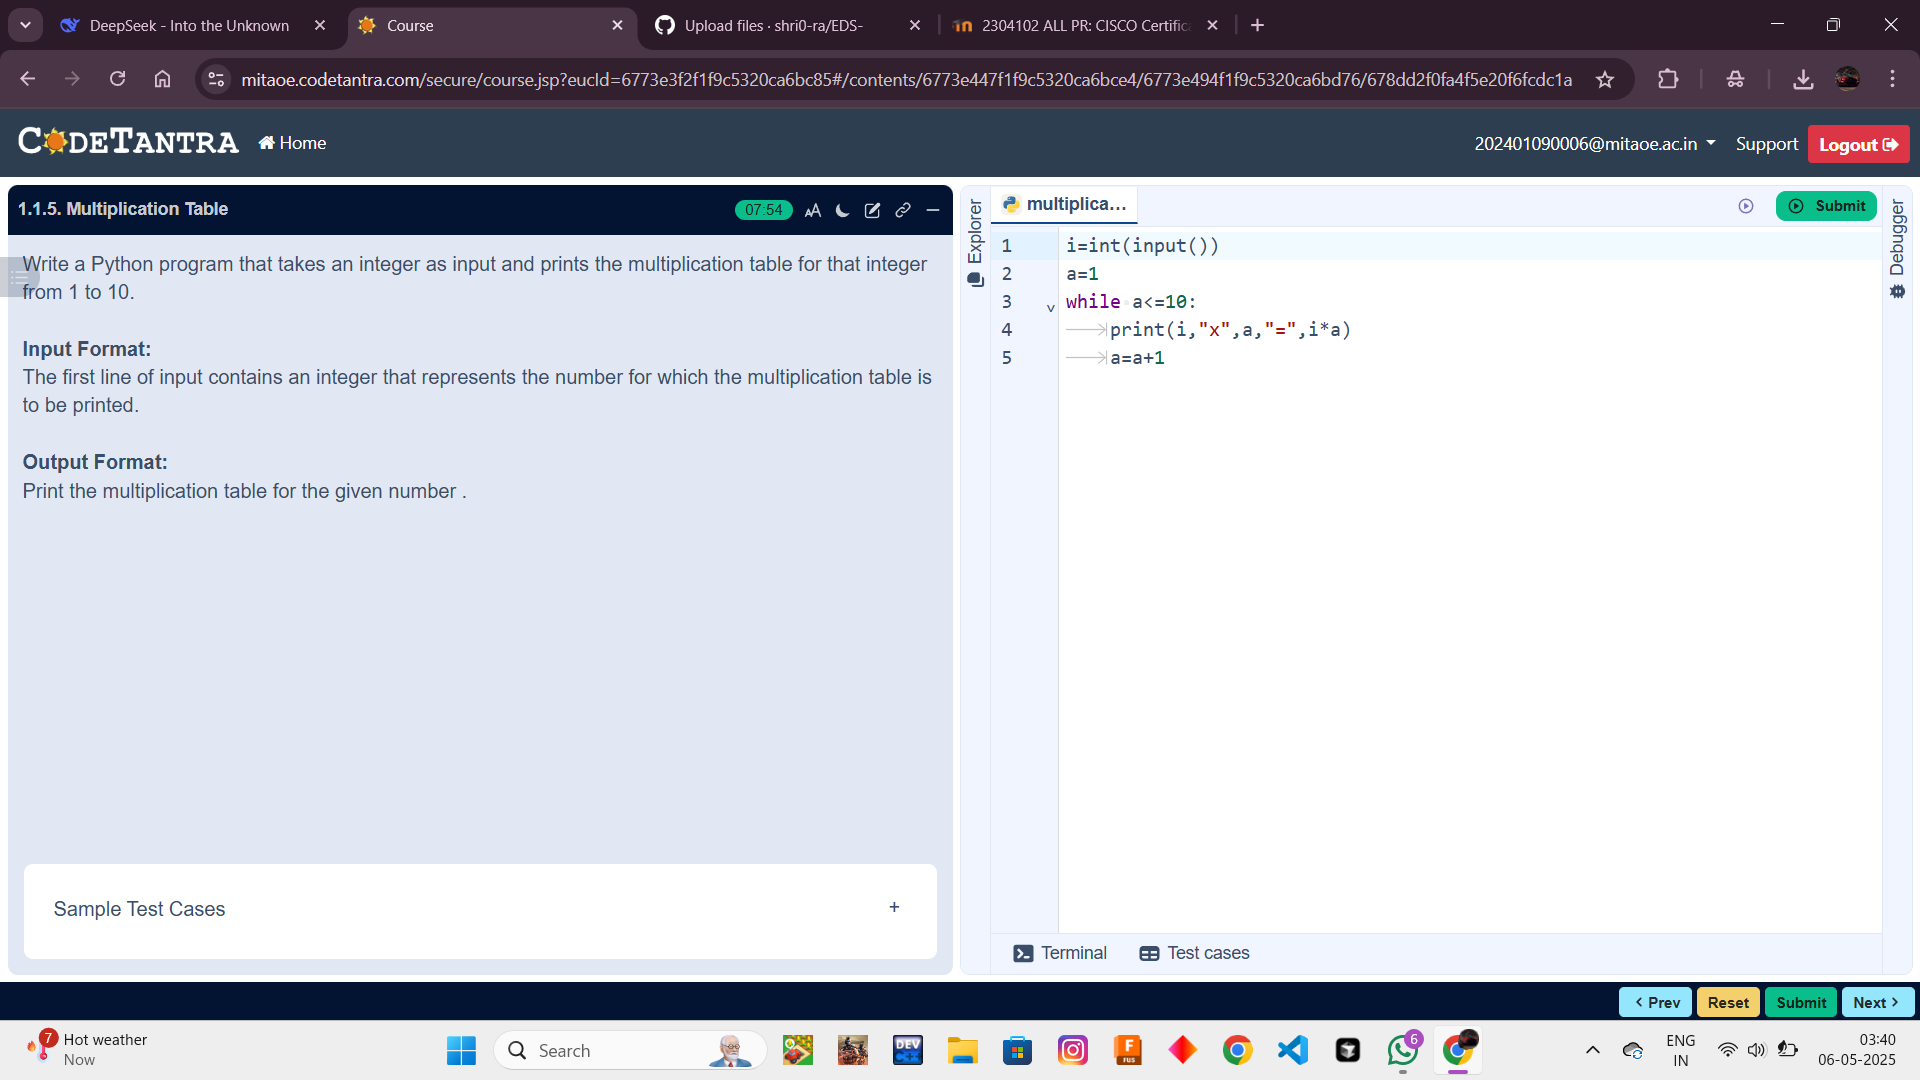 DeepSeek - Into the Unknown
Course
Upload files · shri0-ra/EDS-
2304102 ALL PR: CISCO Certific
mitaoe.codetantra.com/secure/course.jsp?eucId=6773e3f2f1f9c5320ca6bc85#/contents/6773e447f1f9c5320ca6bce4/6773e494f1f9c5320ca6bd76/678dd2f0fa4f5e20f6fcdc1a
CODETANTRA
Home
202401090006@mitaoe.ac.in
Support
Logout
1.1.5. Multiplication Table
07:54
AA
Write a Python program that takes an integer as input and prints the multiplication table for that integer
from 1 to 10.
Input Format:
The first line of input contains an integer that represents the number for which the multiplication table is
to be printed.
Output Format:
Print the multiplication table for the given number .
Sample Test Cases
+
Explorer
multiplica...
Submit
Debugger
1 i=int(input())
2 a=1
3 while a<=10:
4 print(i,"x",a,"=",i*a)
5 a=a+1
Terminal
Test cases
< Prev
Reset
Submit
Next >
7
Hot weather
Now
Search
DEV
C++
F
FUS
6
ENG
IN
03:40
06-05-2025